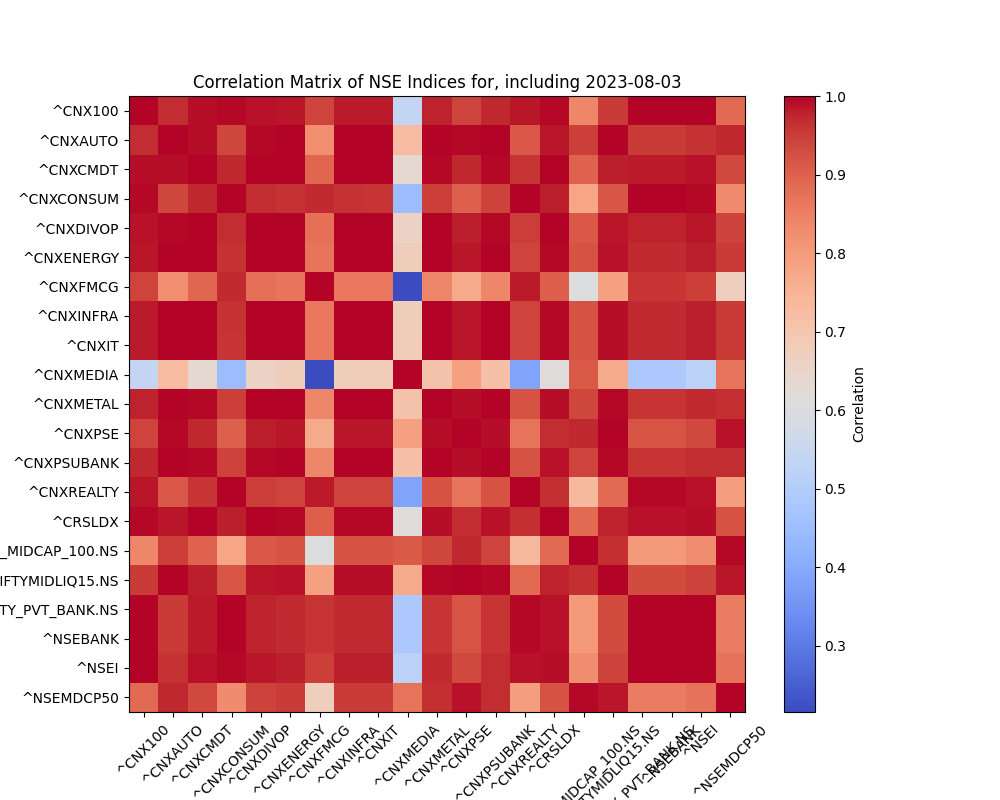 Correlation Matrix of NSE Indices for, including 2023-08-03
^CNX100
^CNXAUTO
^CNXCMDT
^CNXCONSUM
^CNXDIVOP
^CNXENERGY
^CNXFMCG
^CNXINFRA
^CNXIT
^CNXMEDIA
^CNXMETAL
^CNXPSE
^CNXPSUBANK
^CNXREALTY
^CRSLDX
_MIDCAP_100.NS
IFTYMIDLIQ15.NS
TY_PVT_BANK.NS
^NSEBANK
^NSEI
^NSEMDCP50
^CNX100
^CNXAUTO
^CNXCMDT
^CNXCONSUM
^CNXDIVOP
^CNXENERGY
^CNXFMCG
^CNXINFRA
^CNXIT
^CNXMEDIA
^CNXMETAL
^CNXPSE
^CNXPSUBANK
^CNXREALTY
^CRSLDX
MIDCAP_100.NS
TYMIDLIQ15.NS
PVT_BANK.NS
^NSEBANK
^NSEI
^NSEMDCP50
1.0
0.9
0.8
0.7
0.6
0.5
0.4
0.3
Correlation